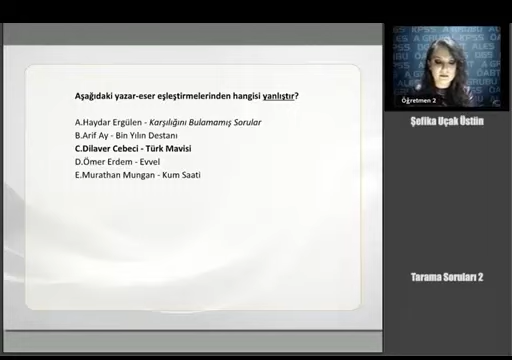 Aşağıdaki yazar-eser eşleştirmelerinden hangisi yanlıştır?
A.Haydar Ergülen - Karşılığını Bulamamış Sorular
B.Arif Ay - Bin Yılın Destanı
C.Dilaver Cebeci - Türk Mavisi
D.Ömer Erdem - Evvel
E.Murathan Mungan - Kum Saati
Öğretmen 2
Şefika Uçak Üstün
Tarama Soruları 2